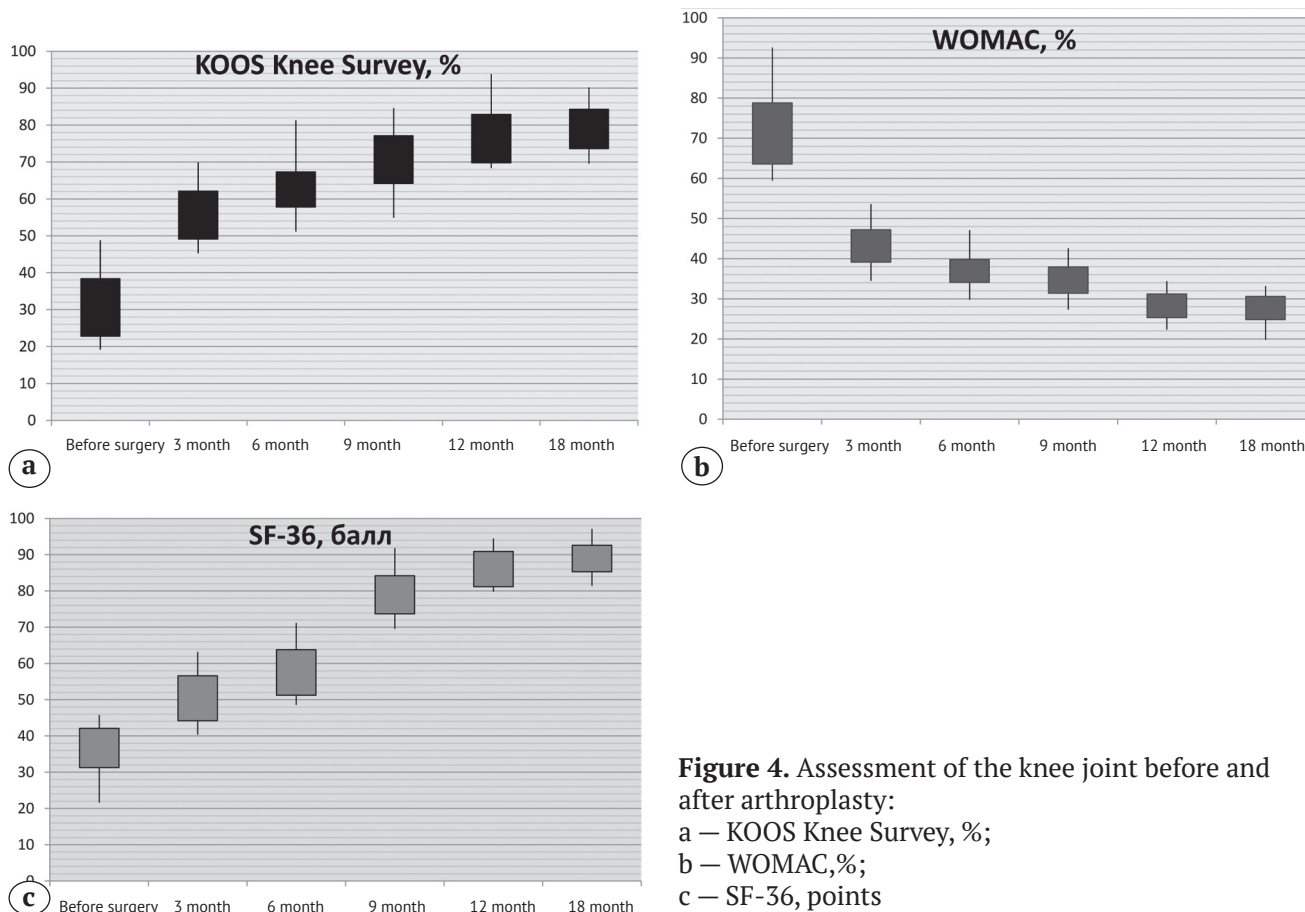 KOOS Knee Survey, %
100
90
80
70
60
50
40
30
20
10
0
Before surgery 3 month 6 month 9 month 12 month 18 month
a
WOMAC, %
100
90
80
70
60
50
40
30
20
10
0
Before surgery 3 month 6 month 9 month 12 month 18 month
b
SF-36, балл
100
90
80
70
60
50
40
30
20
10
0
Before surgery 3 month 6 month 9 month 12 month 18 month
c
Figure 4. Assessment of the knee joint before and
after arthroplasty:
a — KOOS Knee Survey, %;
b — WOMAC,%;
c — SF-36, points